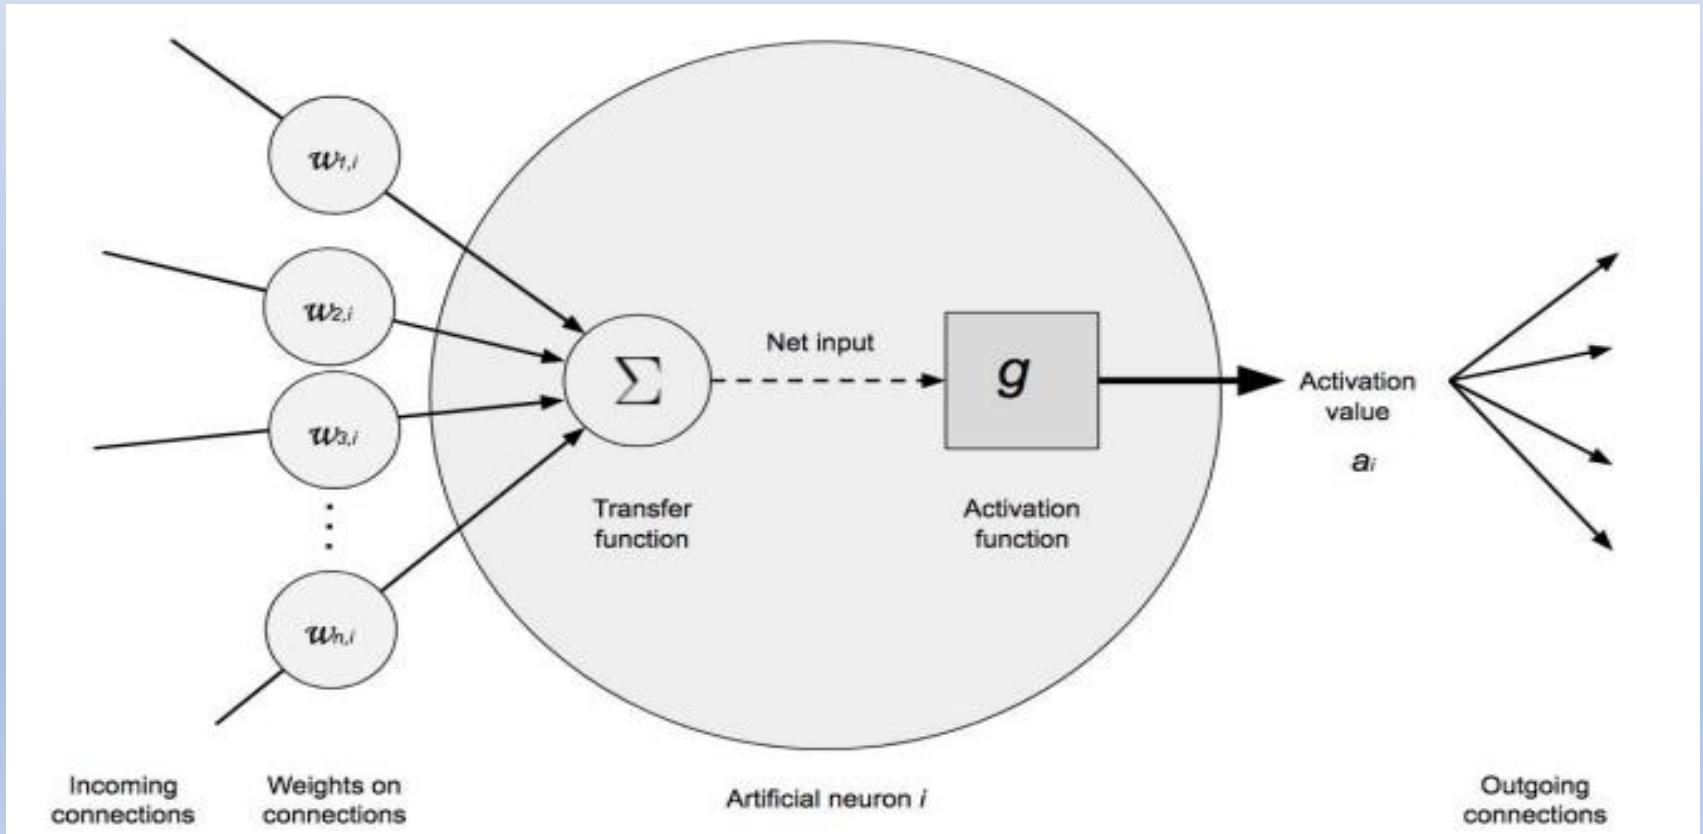 w1,i
w2,i
w3,i
wn,i
Σ
Net input
g
Activation
value
ai
Transfer
function
Activation
function
Incoming
connections
Weights on
connections
Artificial neuron i
Outgoing
connections